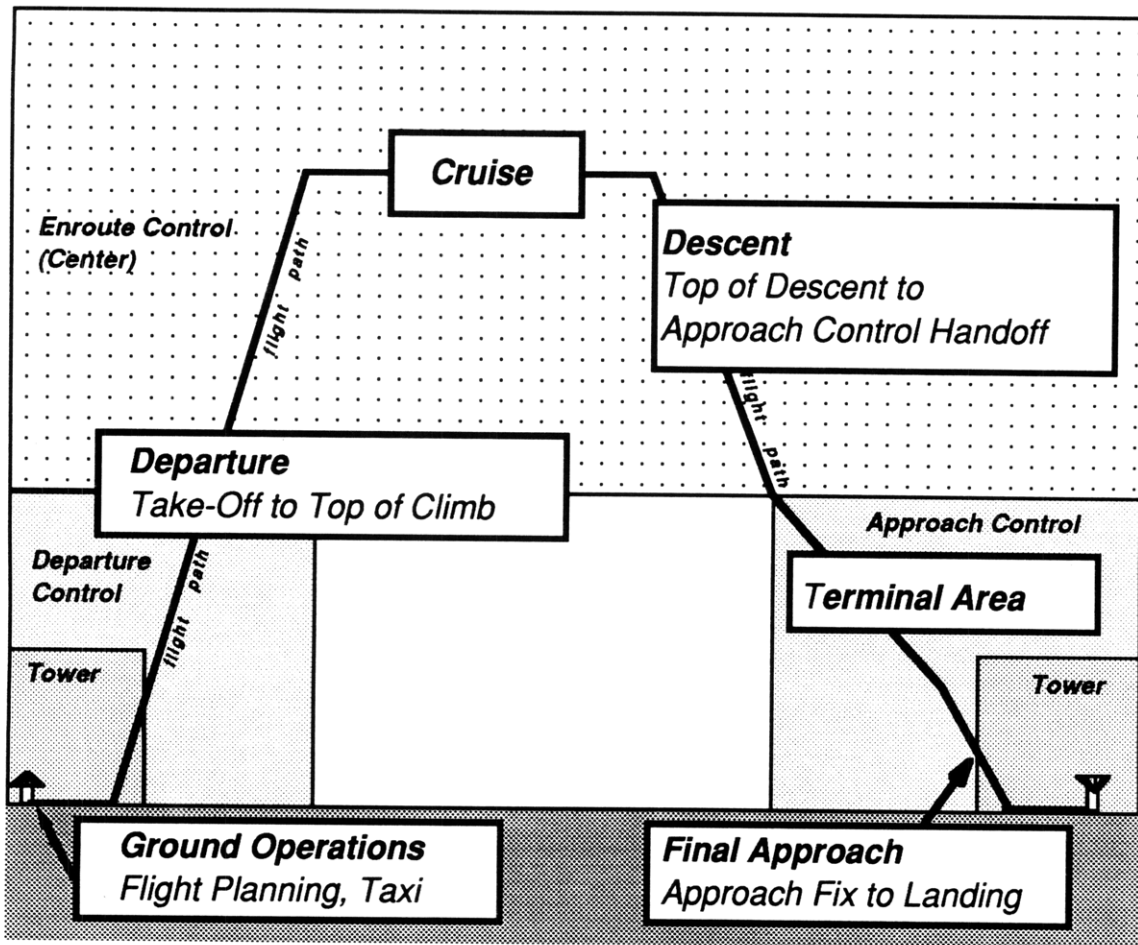 Cruise
Enroute Control
(Center)
flight path
Descent
Top of Descent to
Approach Control Handoff
flight path
Departure
Take-Off to Top of Climb
Approach Control
Departure
Control
flight path
Terminal Area
Tower
Tower
Ground Operations
Flight Planning, Taxi
Final Approach
Approach Fix to Landing